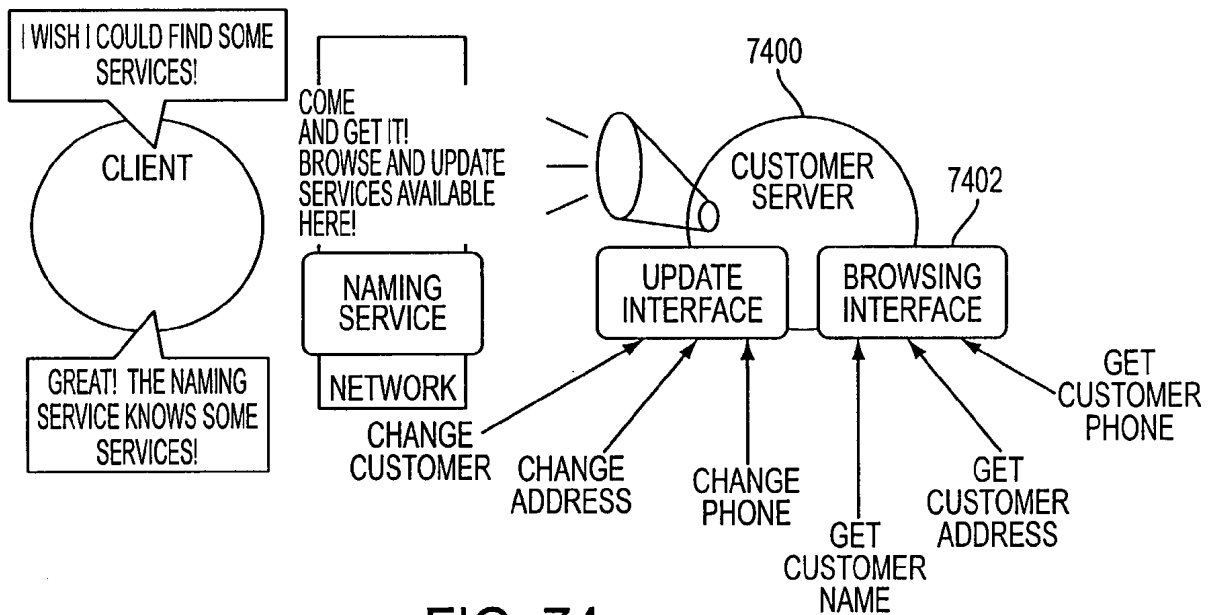 I WISH I COULD FIND SOME
SERVICES!
CLIENT
GREAT! THE NAMING
SERVICE KNOWS SOME
SERVICES!
COME
AND GET IT!
BROWSE AND UPDATE
SERVICES AVAILABLE
HERE!
NAMING
SERVICE
NETWORK
7400
CUSTOMER
SERVER
7402
UPDATE
INTERFACE
BROWSING
INTERFACE
CHANGE
CUSTOMER
CHANGE
ADDRESS
CHANGE
PHONE
GET
CUSTOMER
NAME
GET
CUSTOMER
ADDRESS
GET
CUSTOMER
PHONE
FIG. 74